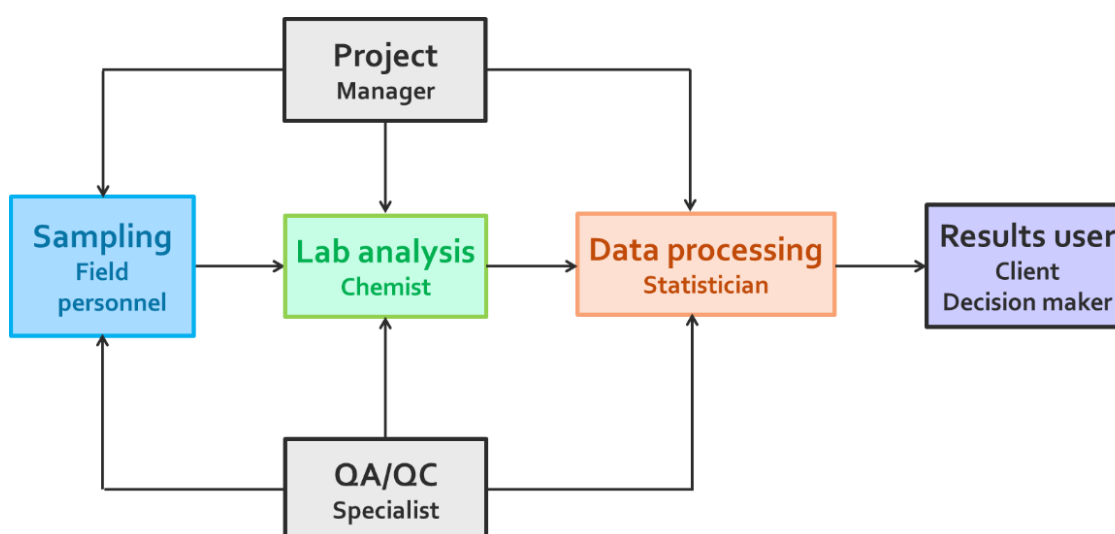 Project
Manager
Sampling
Field
personnel
Lab analysis
Chemist
Data processing
Statistician
Results user
Client
Decision maker
QA/QC
Specialist